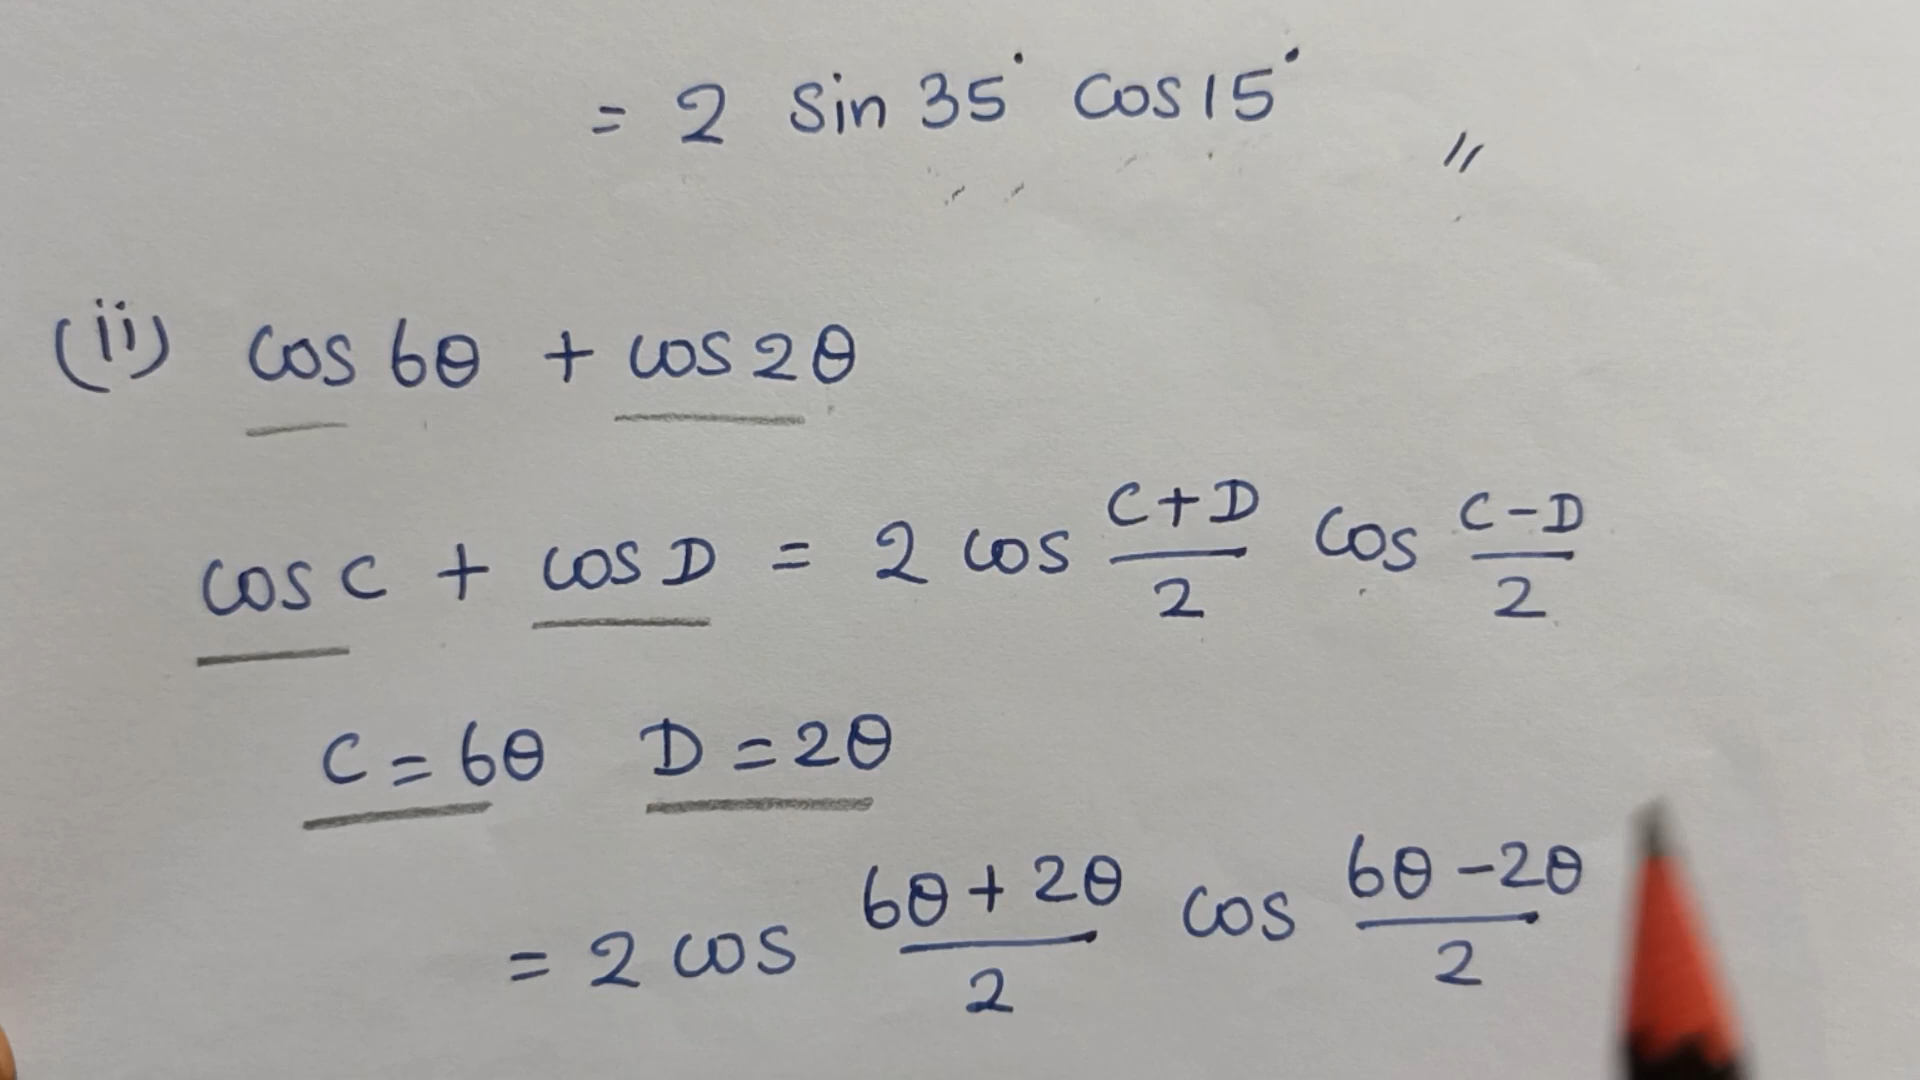 = 2 sin 35° cos 15° //
(ii) cos 6θ + cos 2θ
cos C + cos D = 2 cos (C+D)/2 cos (C-D)/2
C = 6θ D = 2θ
= 2 cos (6θ + 2θ)/2 cos (6θ - 2θ)/2